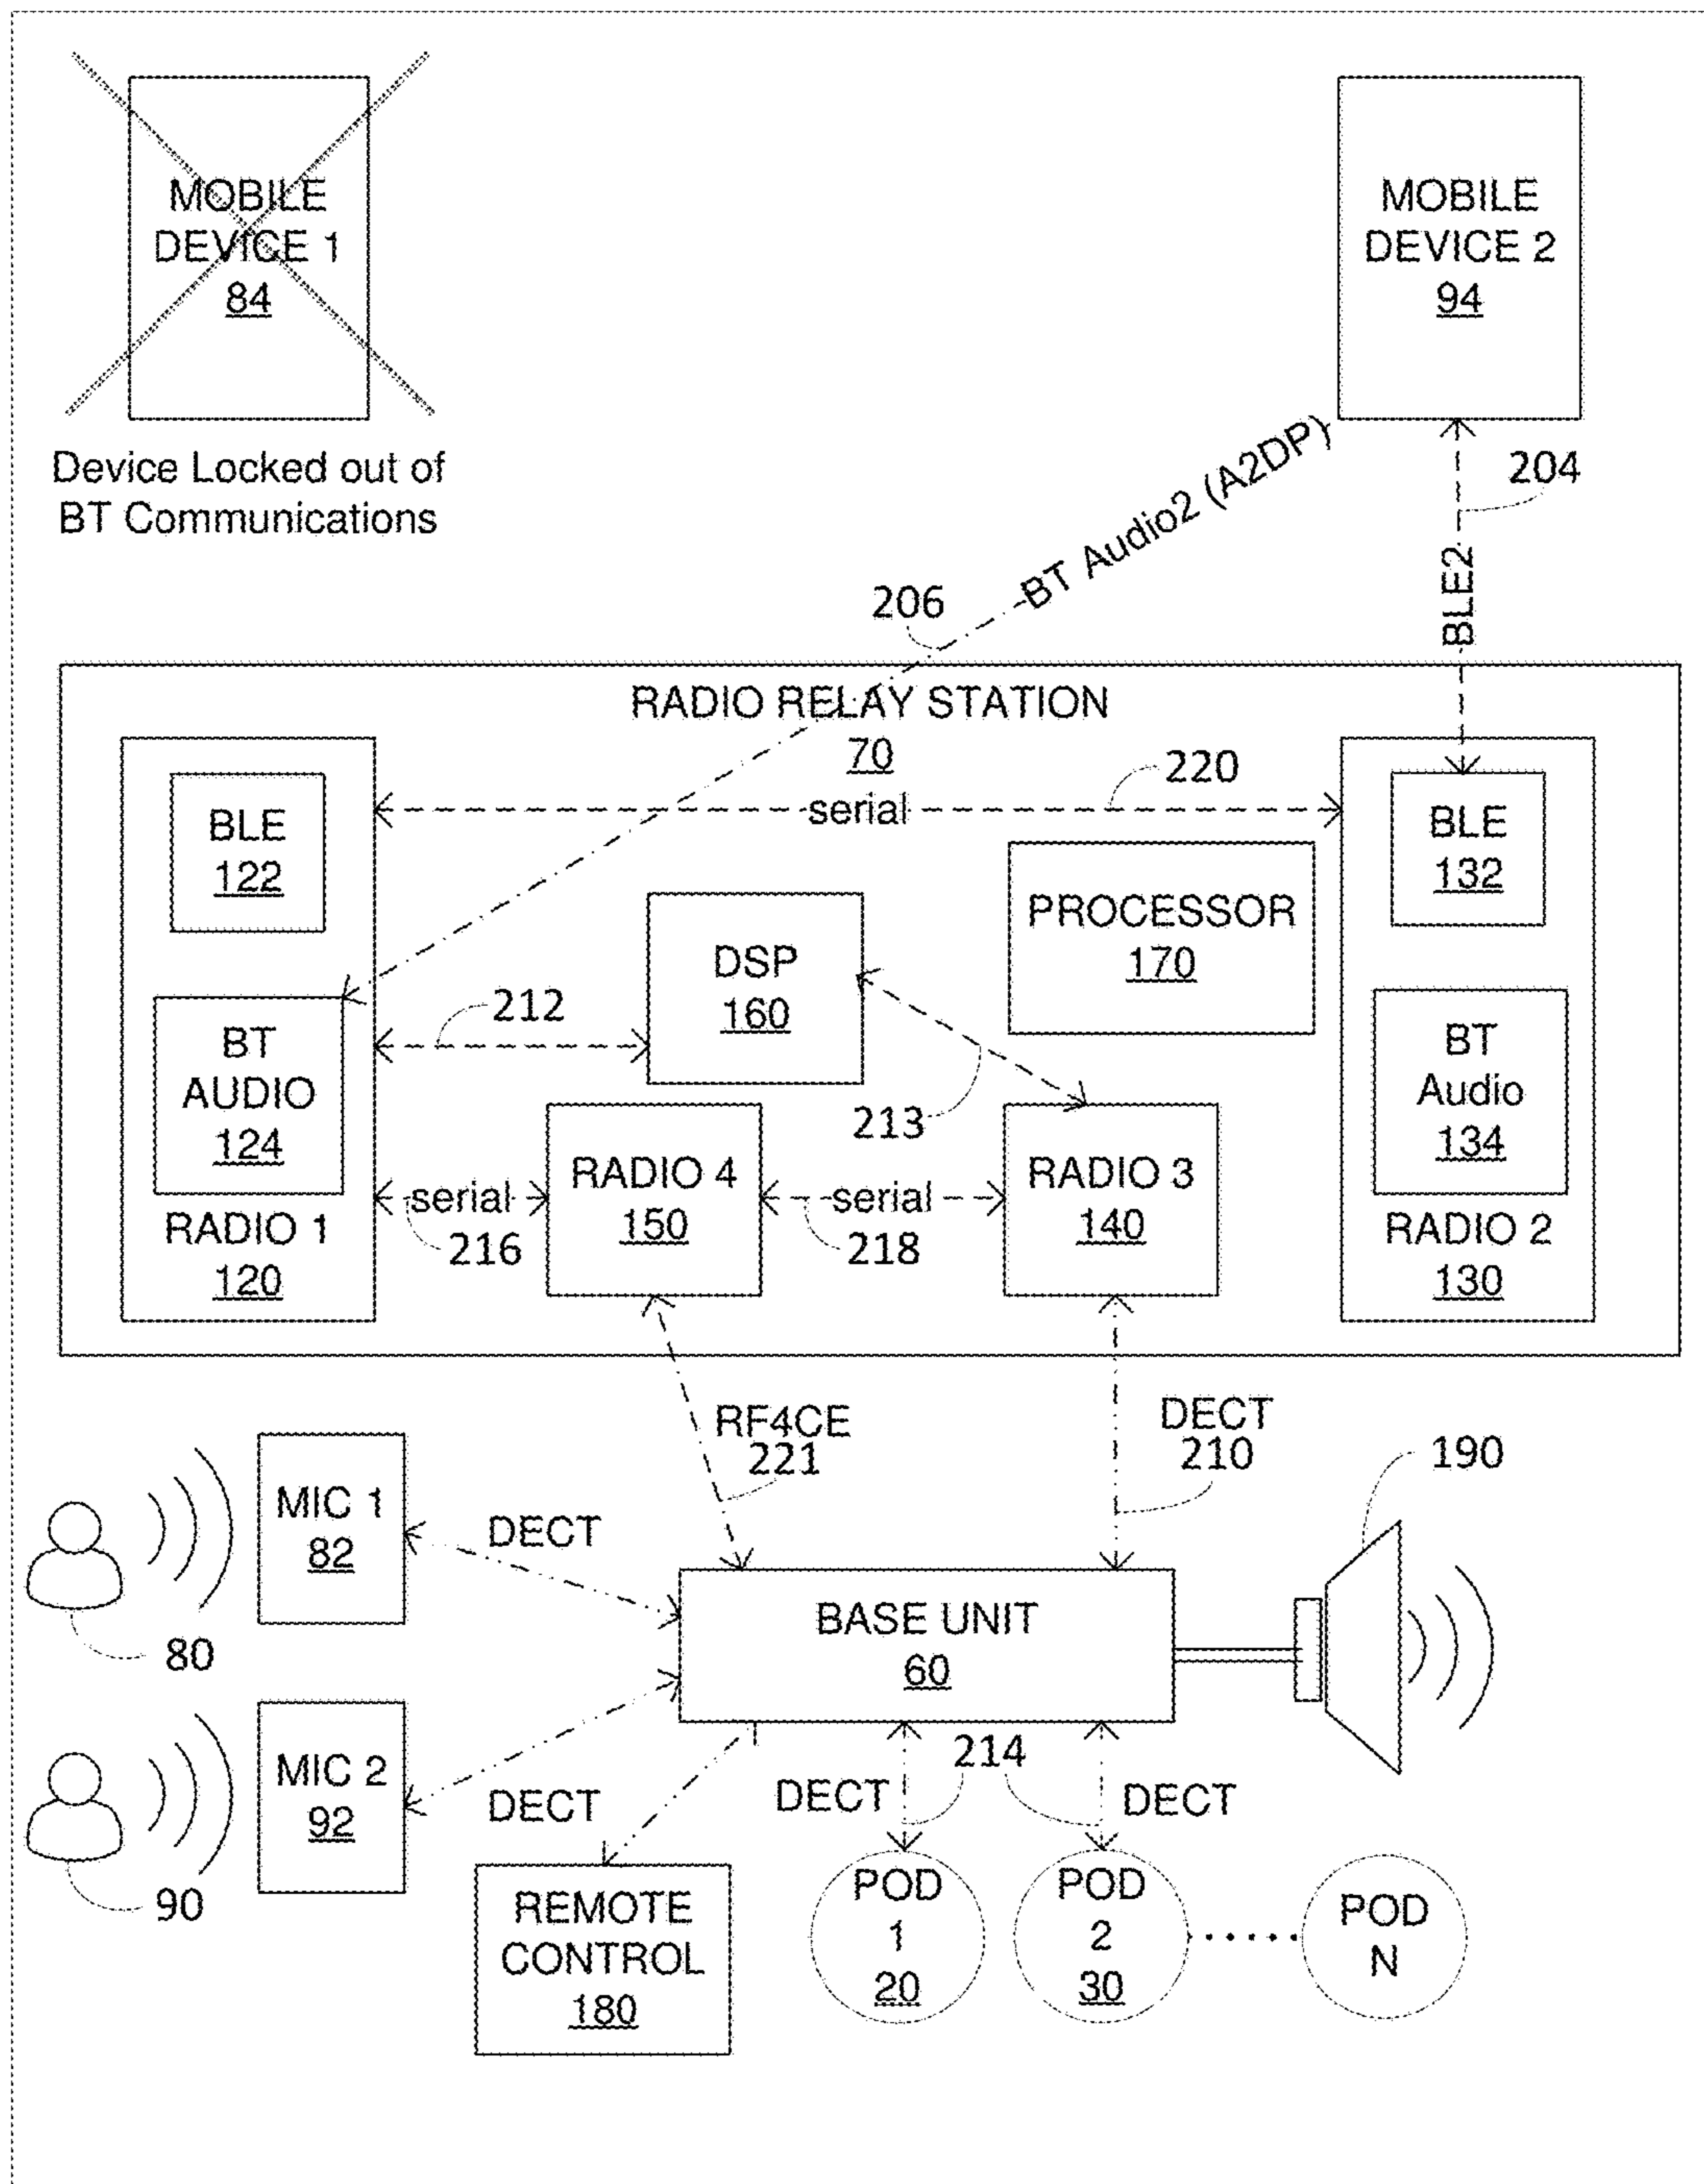 MOBILE
DEVICE 1
84
Device Locked out of
BT Communications
MOBILE
DEVICE 2
94
204
BLE2
BT Audio2 (A2DP)
206
RADIO RELAY STATION
70
220
serial
BLE
122
BT
AUDIO
124
RADIO 1
120
212
DSP
160
213
PROCESSOR
170
BLE
132
BT
Audio
134
RADIO 2
130
serial
216
RADIO 4
150
serial
218
RADIO 3
140
RF4CE
221
DECT
210
190
MIC 1
82
DECT
80
BASE UNIT
60
MIC 2
92
90
DECT
214
DECT
DECT
REMOTE
CONTROL
180
POD
1
20
POD
2
30
POD
N